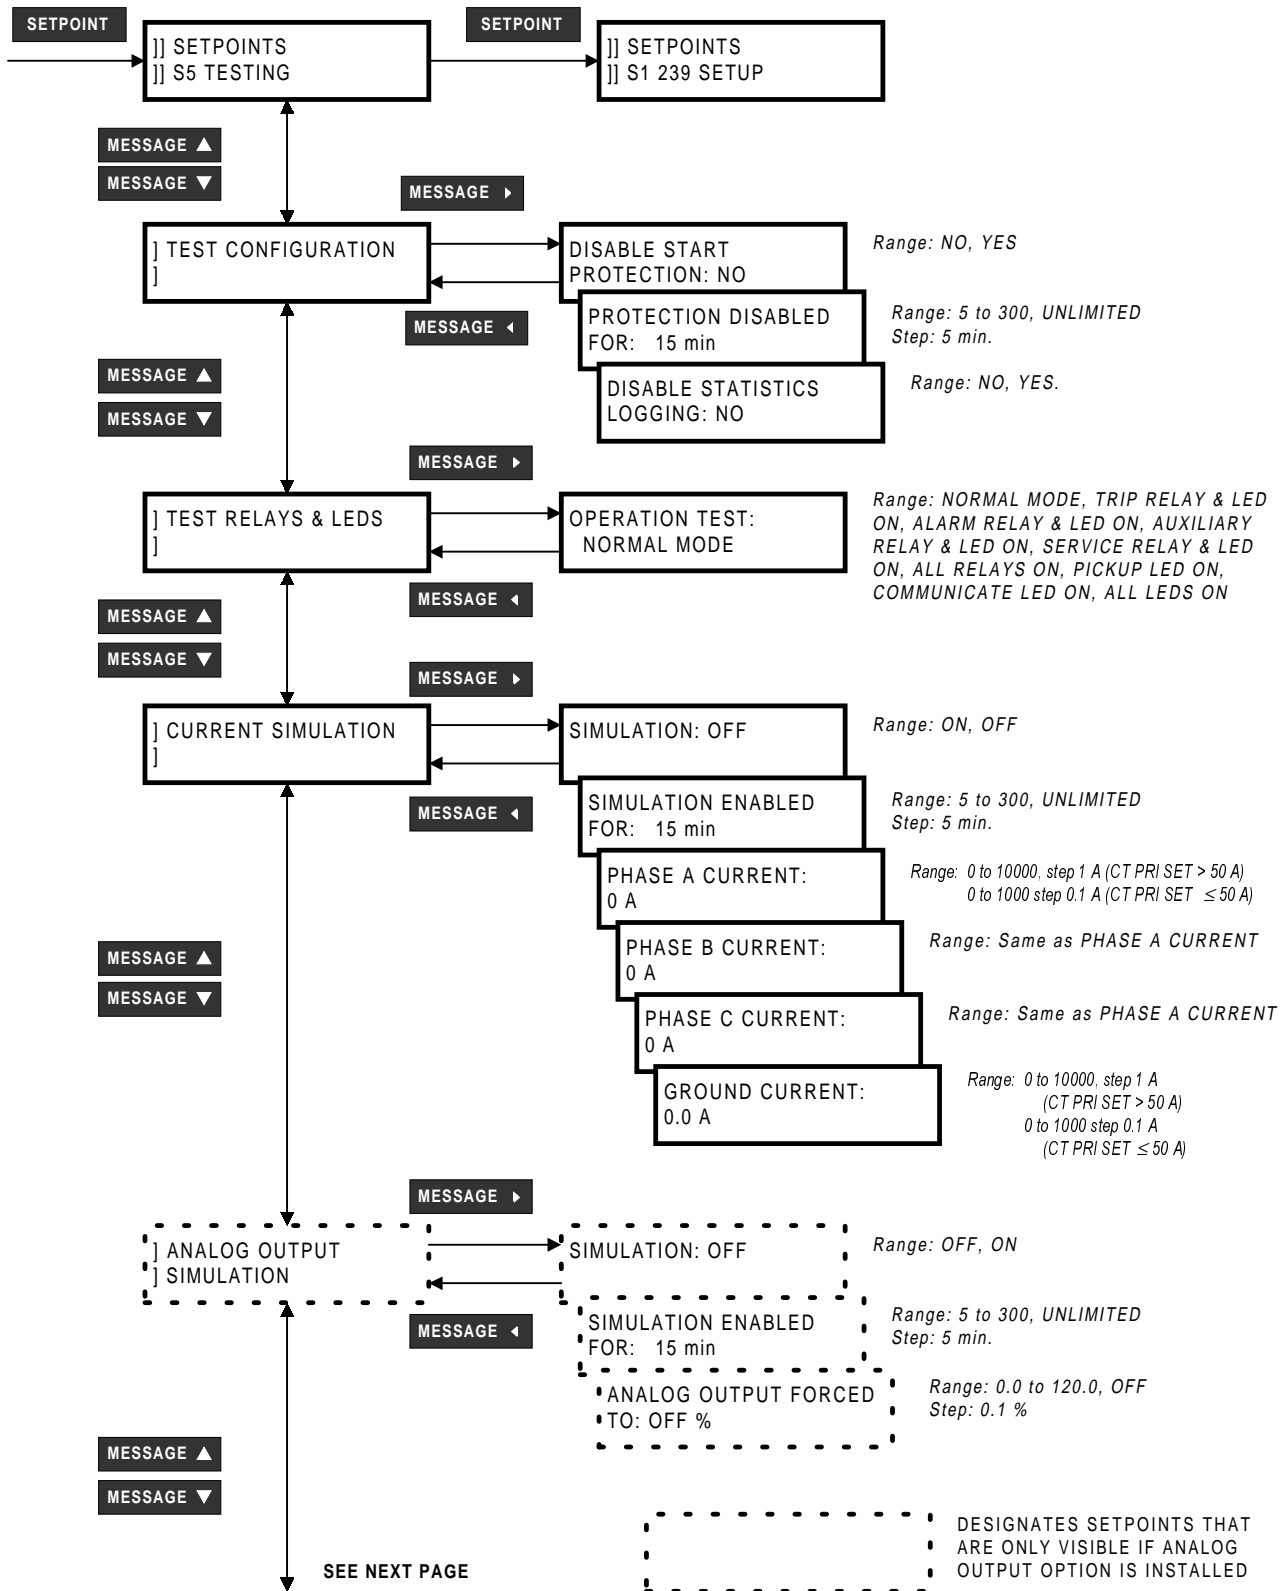 SETPOINT
SETPOINT
]] SETPOINTS
]] S5 TESTING
]] SETPOINTS
]] S1 239 SETUP
MESSAGE ▲
MESSAGE ▼
MESSAGE ▸
] TEST CONFIGURATION
]
DISABLE START
PROTECTION: NO
Range: NO, YES
MESSAGE ◂
PROTECTION DISABLED
FOR: 15 min
Range: 5 to 300, UNLIMITED
Step: 5 min.
MESSAGE ▲
MESSAGE ▼
DISABLE STATISTICS
LOGGING: NO
Range: NO, YES.
MESSAGE ▸
] TEST RELAYS & LEDS
]
OPERATION TEST:
NORMAL MODE
Range: NORMAL MODE, TRIP RELAY & LED
ON, ALARM RELAY & LED ON, AUXILIARY
RELAY & LED ON, SERVICE RELAY & LED
ON, ALL RELAYS ON, PICKUP LED ON,
COMMUNICATE LED ON, ALL LEDS ON
MESSAGE ◂
MESSAGE ▲
MESSAGE ▼
MESSAGE ▸
] CURRENT SIMULATION
]
SIMULATION: OFF
Range: ON, OFF
MESSAGE ◂
SIMULATION ENABLED
FOR: 15 min
Range: 5 to 300, UNLIMITED
Step: 5 min.
PHASE A CURRENT:
0 A
Range: 0 to 10000, step 1 A (CT PRI SET > 50 A)
0 to 1000 step 0.1 A (CT PRI SET ≤ 50 A)
MESSAGE ▲
MESSAGE ▼
PHASE B CURRENT:
0 A
Range: Same as PHASE A CURRENT
PHASE C CURRENT:
0 A
Range: Same as PHASE A CURRENT
GROUND CURRENT:
0.0 A
Range: 0 to 10000, step 1 A
(CT PRI SET > 50 A)
0 to 1000 step 0.1 A
(CT PRI SET ≤ 50 A)
MESSAGE ▸
] ANALOG OUTPUT
] SIMULATION
SIMULATION: OFF
Range: OFF, ON
MESSAGE ◂
SIMULATION ENABLED
FOR: 15 min
Range: 5 to 300, UNLIMITED
Step: 5 min.
ANALOG OUTPUT FORCED
TO: OFF %
Range: 0.0 to 120.0, OFF
Step: 0.1 %
MESSAGE ▲
MESSAGE ▼
SEE NEXT PAGE
DESIGNATES SETPOINTS THAT
ARE ONLY VISIBLE IF ANALOG
OUTPUT OPTION IS INSTALLED